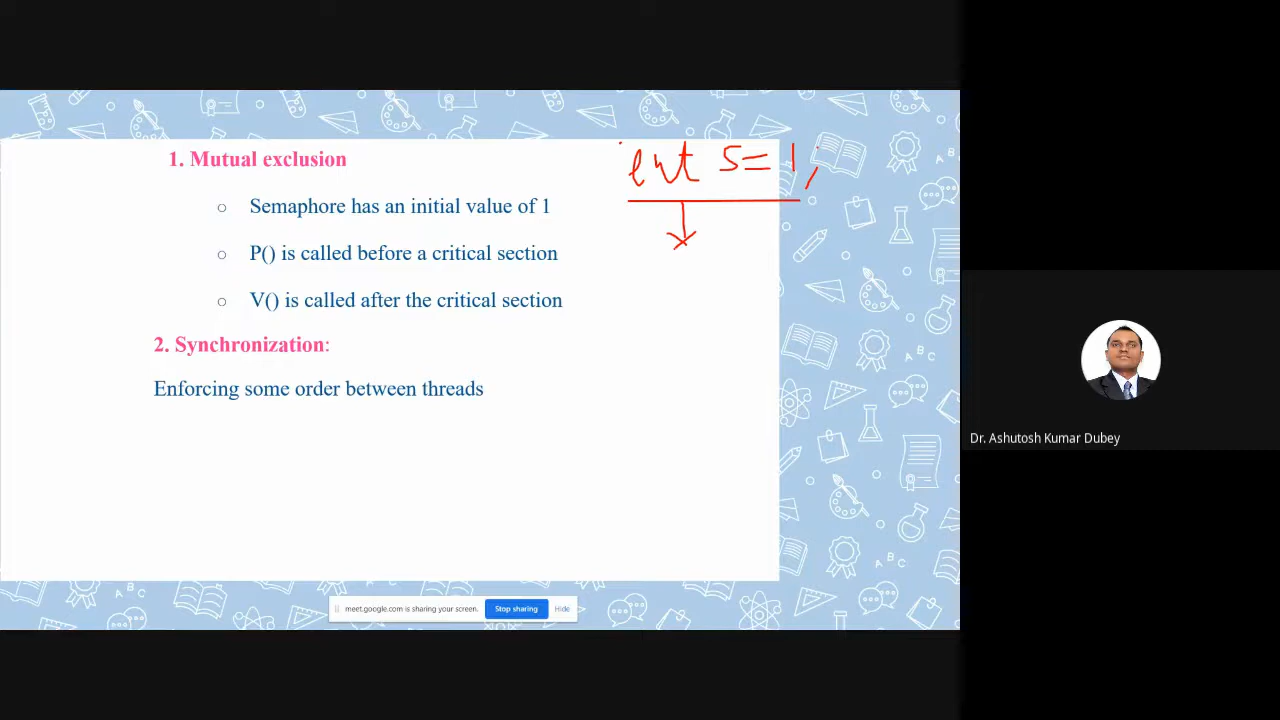 1. Mutual exclusion
int S=1;
○ Semaphore has an initial value of 1
○ P() is called before a critical section
○ V() is called after the critical section
2. Synchronization:
Enforcing some order between threads
meet.google.com is sharing your screen. Stop sharing Hide
Dr. Ashutosh Kumar Dubey